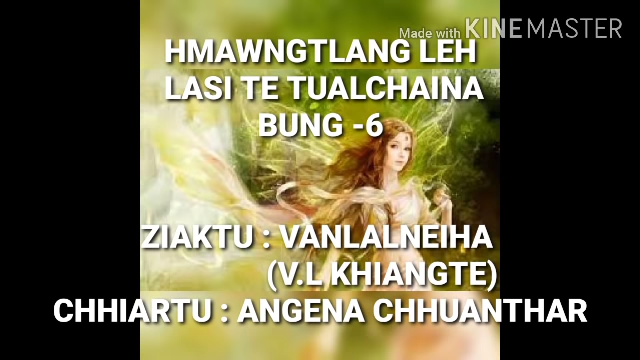 Made with KINEMASTER
HMAWNGTLANG LEH
LASI TE TUALCHAINA
BUNG -6
ZIAKTU : VANLALNEIHA
(V.L KHIANGTE)
CHHIARTU : ANGENA CHHUANTHAR